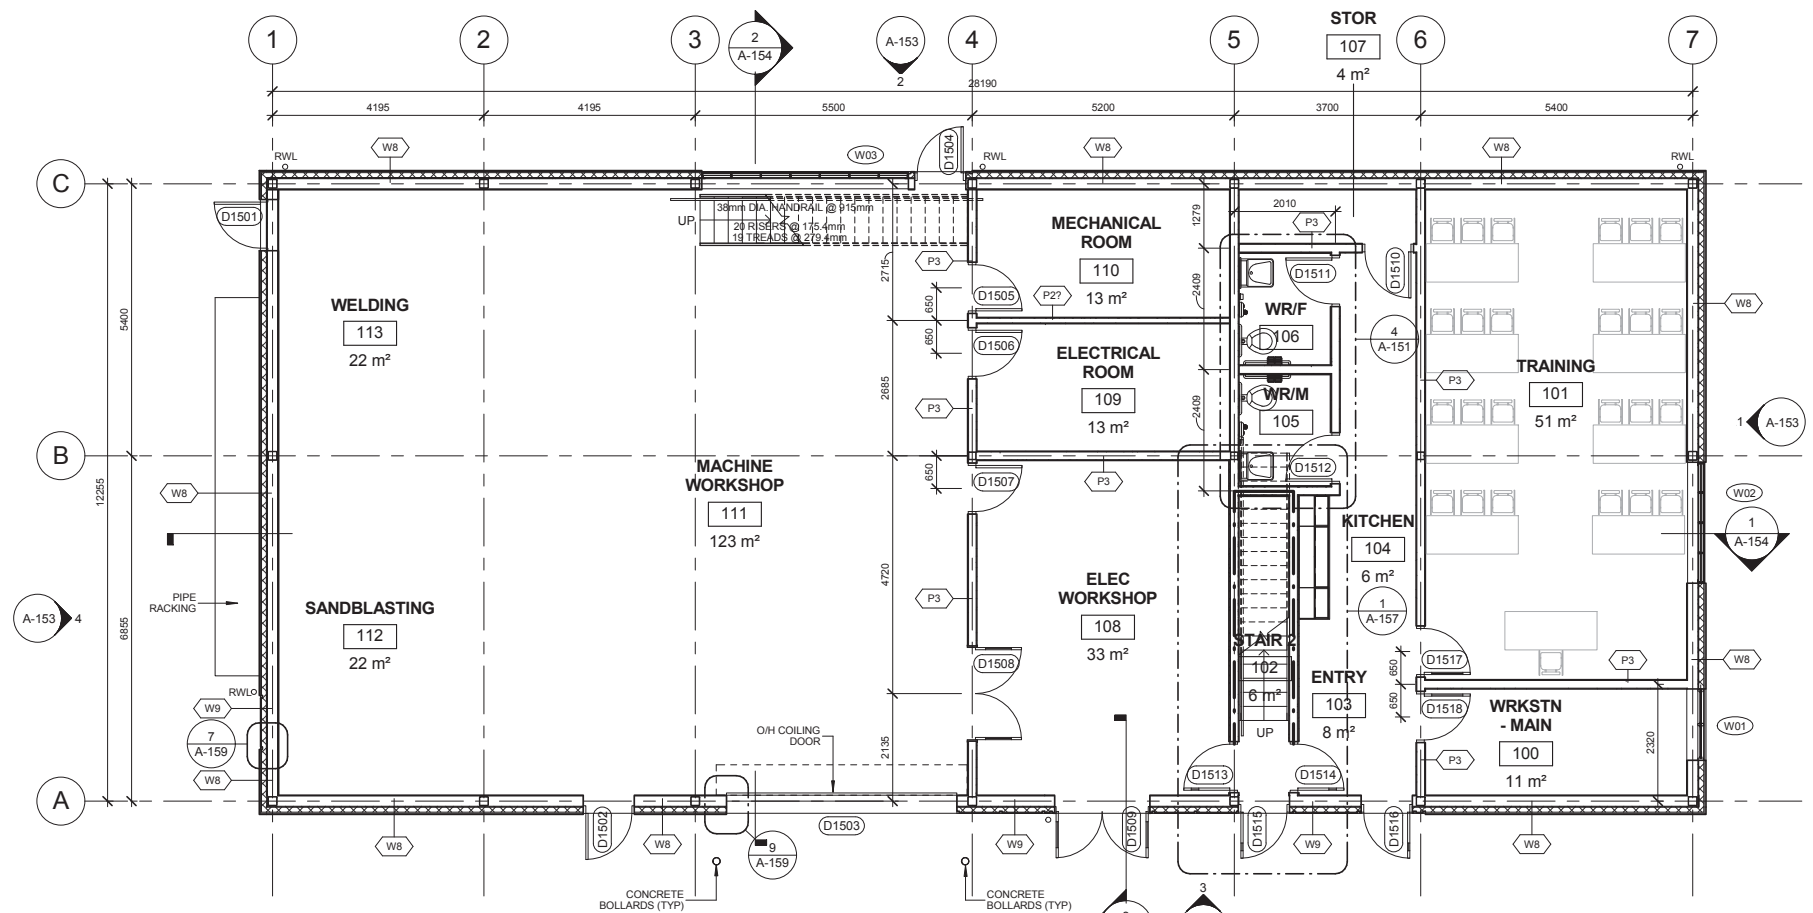 STOR
107
4 m²
1
2
3
2
A-154
A-153
2
4
5
6
7
28190
4195
4195
5500
5200
3700
5400
RWL
W8
W03
D1504
RWL
W8
W8
RWL
C
D1501
UP
38mm DIA. HANDRAIL @ 915mm
20 RISERS @ 175.4mm
19 TREADS @ 279.4mm
MECHANICAL
ROOM
110
13 m²
1279
2010
P3
P3
2715
D1505
650
P2?
2409
D1511
D1510
WELDING
113
22 m²
5400
650
D1506
ELECTRICAL
ROOM
109
13 m²
WR/F
106
4
A-151
W8
TRAINING
101
51 m²
P3
2685
P3
2409
WR/M
105
1
A-153
B
12255
W8
MACHINE
WORKSHOP
111
123 m²
650
D1507
P3
D1512
W02
KITCHEN
104
6 m²
1
A-154
4720
P3
ELEC
WORKSHOP
108
33 m²
1
A-157
PIPE
RACKING
A-153
4
6855
SANDBLASTING
112
22 m²
STAIR 2
102
6 m²
UP
D1508
ENTRY
103
8 m²
650
D1517
P3
W8
650
D1518
RWL
W9
7
A-159
W8
O/H COILING
DOOR
2135
WRKSTN
- MAIN
100
11 m²
2320
W01
P3
D1513
D1514
A
W8
D1502
W8
D1503
9
A-159
W9
D1509
D1515
W9
D1516
W8
CONCRETE
BOLLARDS (TYP)
CONCRETE
BOLLARDS (TYP)
3